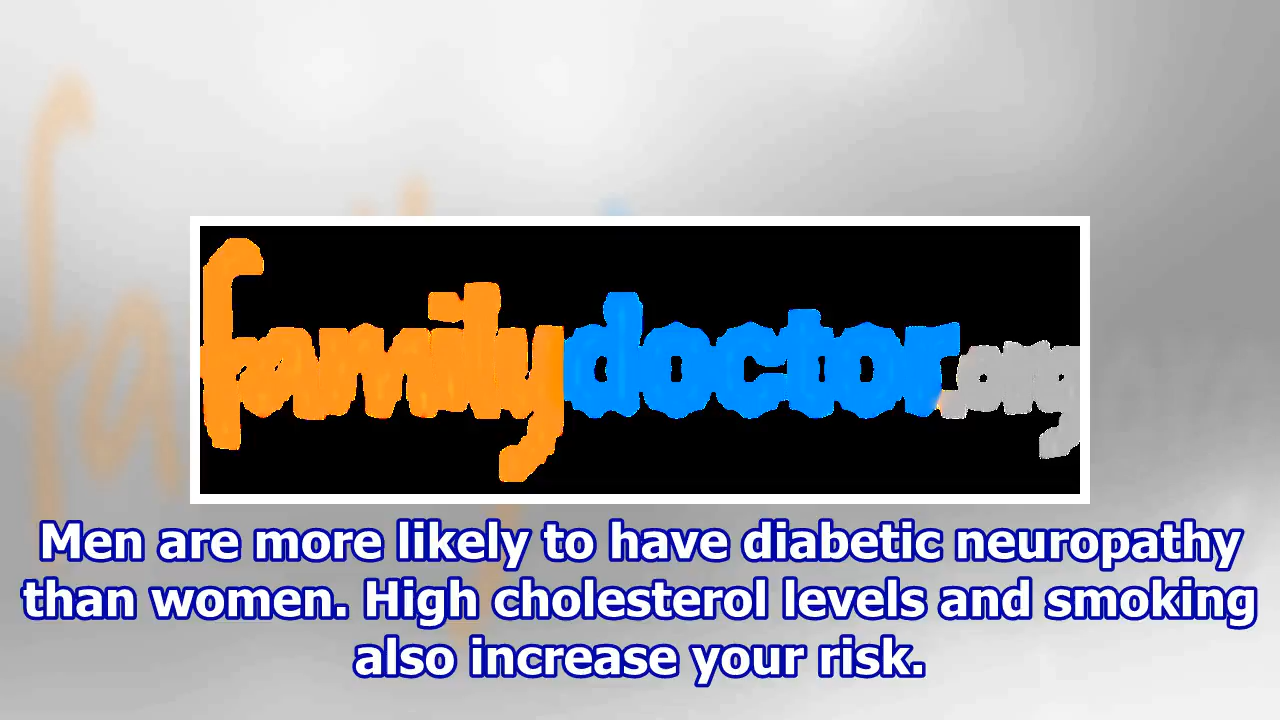 familydoctor.org
Men are more likely to have diabetic neuropathy
than women. High cholesterol levels and smoking
also increase your risk.